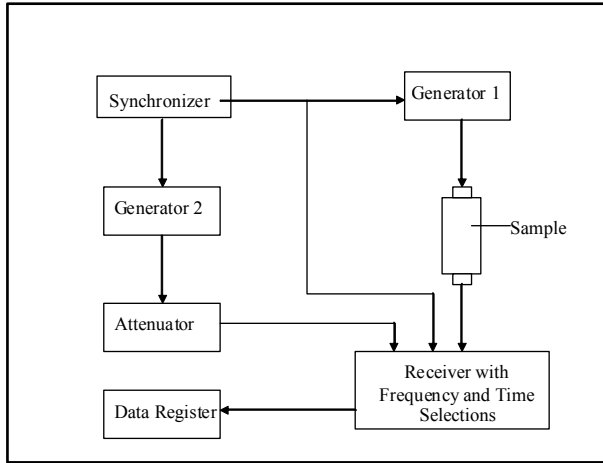 Synchronizer
Generator 1
Generator 2
Sample
Attenuator
Receiver with
Frequency and Time
Selections
Data Register